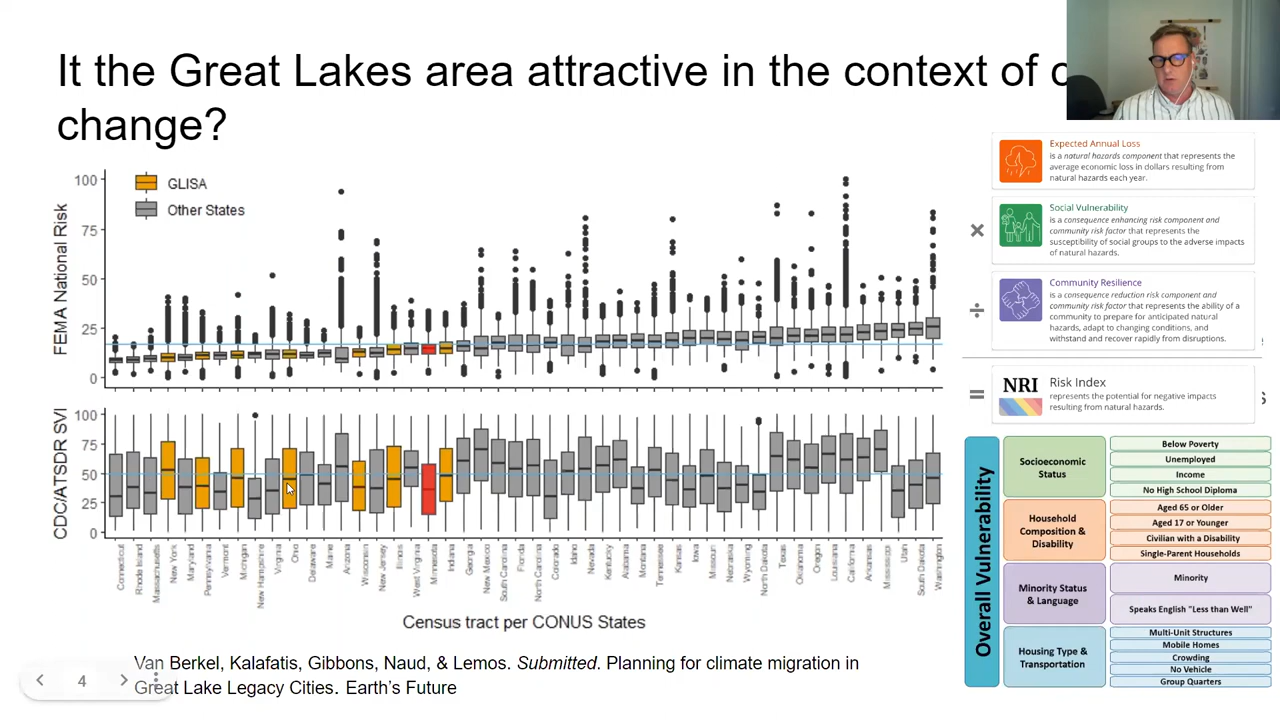 It the Great Lakes area attractive in the context of c
change?
FEMA National Risk
100
75
50
25
0
GLISA
Other States
CDC/ATSDR SVI
100
75
50
25
0
Connecticut
Rhode Island
Massachusetts
New York
Maryland
Pennsylvania
Vermont
Michigan
New Hampshire
Virginia
Ohio
Delaware
Maine
Arizona
Wisconsin
New Jersey
Illinois
West Virginia
Minnesota
Indiana
Georgia
New Mexico
South Carolina
Florida
North Carolina
Colorado
Idaho
Nevada
Kentucky
Alabama
Montana
Tennessee
Kansas
Iowa
Missouri
Nebraska
Wyoming
North Dakota
Texas
Oklahoma
Oregon
Louisiana
California
Arkansas
Mississippi
Utah
South Dakota
Washington
Census tract per CONUS States
Van Berkel, Kalafatis, Gibbons, Naud, & Lemos. Submitted. Planning for climate migration in
Great Lake Legacy Cities. Earth's Future
4
Expected Annual Loss
is a natural hazards component that represents the
average economic loss in dollars resulting from
natural hazards each year.
×
Social Vulnerability
is a consequence enhancing risk component and
community risk factor that represents the
susceptibility of social groups to the adverse impacts
of natural hazards.
÷
Community Resilience
is a consequence reduction risk component and
community risk factor that represents the ability of a
community to prepare for anticipated natural
hazards, adapt to changing conditions, and
withstand and recover rapidly from disruptions.
=
NRI
Risk Index
represents the potential for negative impacts
resulting from natural hazards.
Overall Vulnerability
Socioeconomic
Status
Below Poverty
Unemployed
Income
No High School Diploma
Household
Composition &
Disability
Aged 65 or Older
Aged 17 or Younger
Civilian with a Disability
Single-Parent Households
Minority Status
& Language
Minority
Speaks English "Less than Well"
Housing Type &
Transportation
Multi-Unit Structures
Mobile Homes
Crowding
No Vehicle
Group Quarters